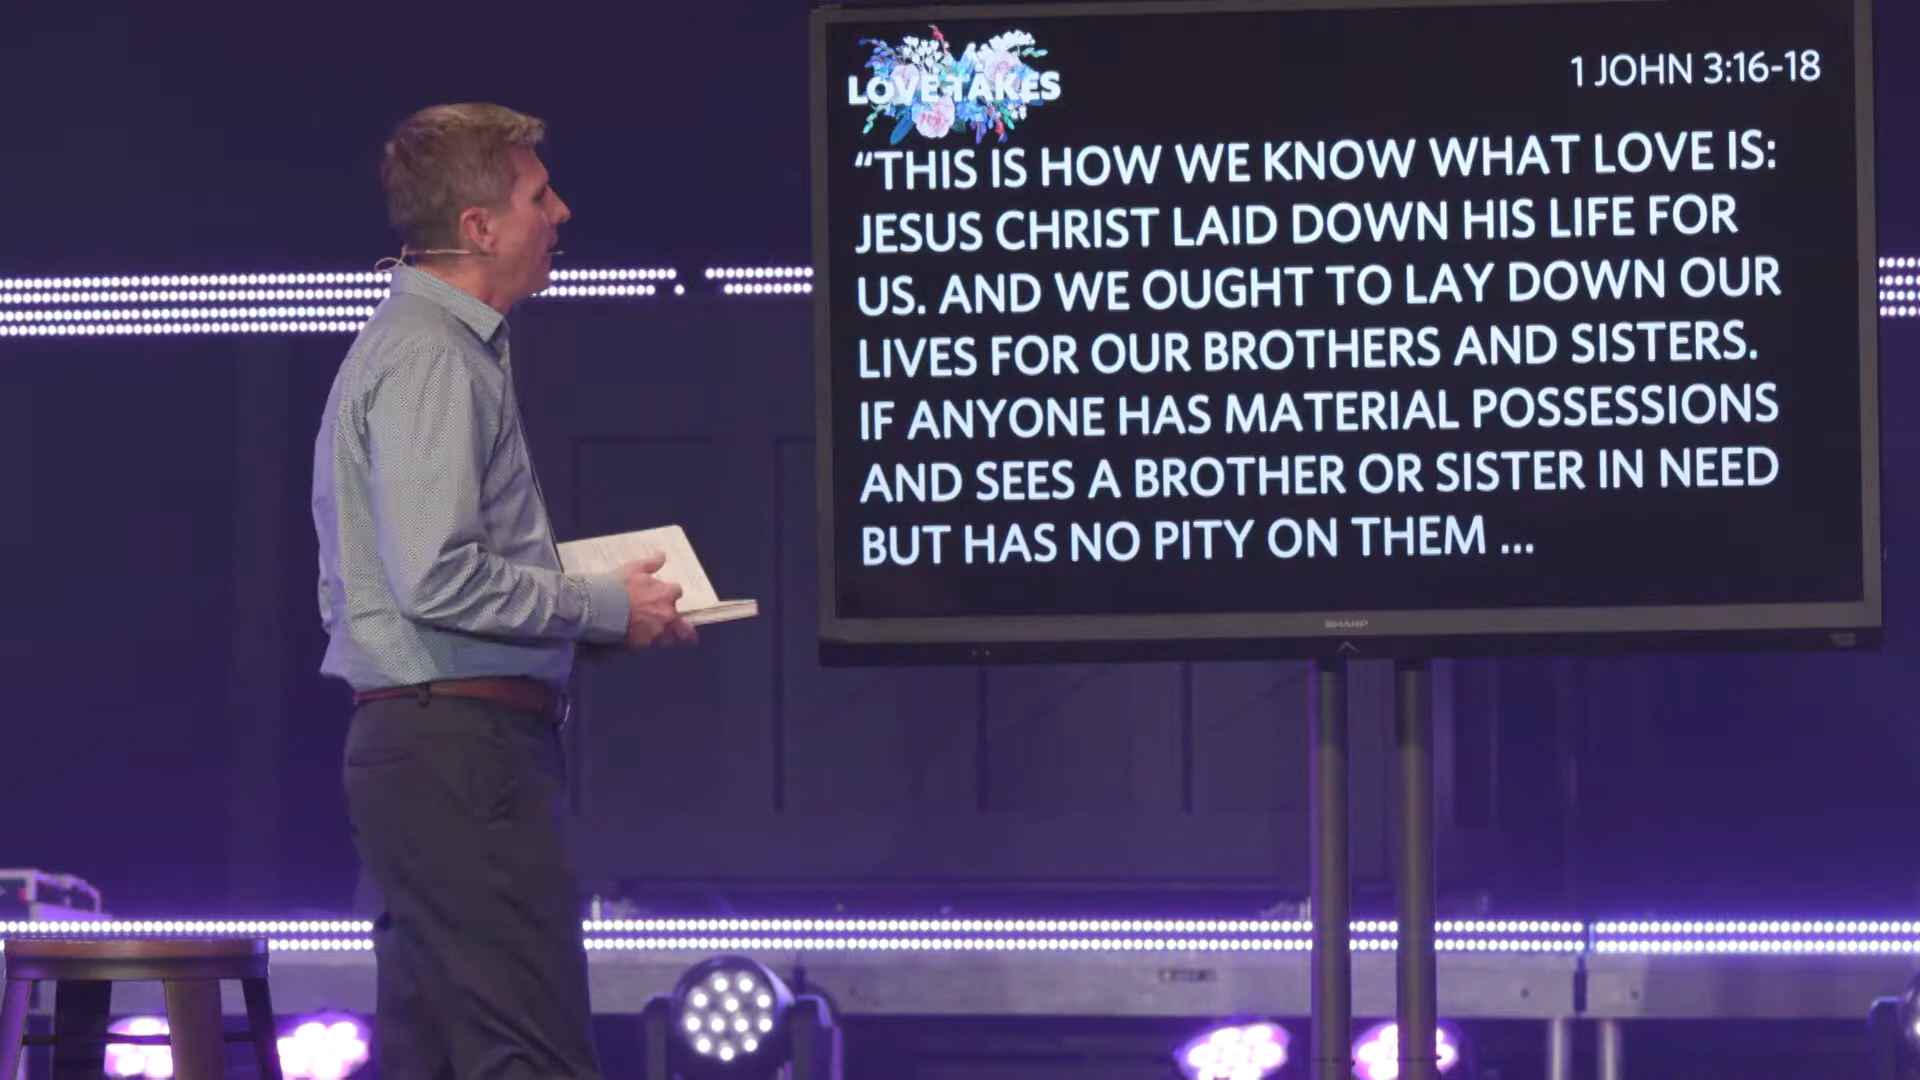 LOVE TAKES
1 JOHN 3:16-18
“THIS IS HOW WE KNOW WHAT LOVE IS:
JESUS CHRIST LAID DOWN HIS LIFE FOR
US. AND WE OUGHT TO LAY DOWN OUR
LIVES FOR OUR BROTHERS AND SISTERS.
IF ANYONE HAS MATERIAL POSSESSIONS
AND SEES A BROTHER OR SISTER IN NEED
BUT HAS NO PITY ON THEM ...
SHARP